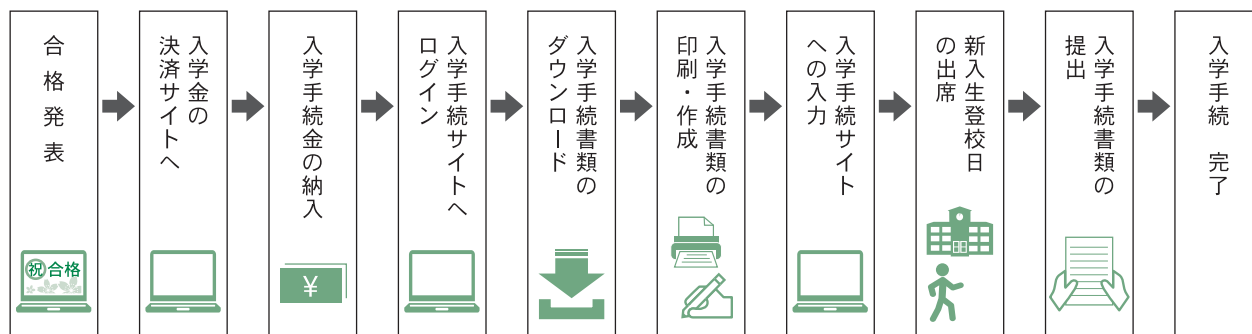 合格発表
祝合格
入学金の
決済サイトへ
入学手続金の納入
¥
入学手続サイトへ
ログイン
入学手続書類の
ダウンロード
入学手続書類の
印刷・作成
入学手続サイト
への入力
新入生登校日
の出席
入学手続書類の
提出
入学手続 完了